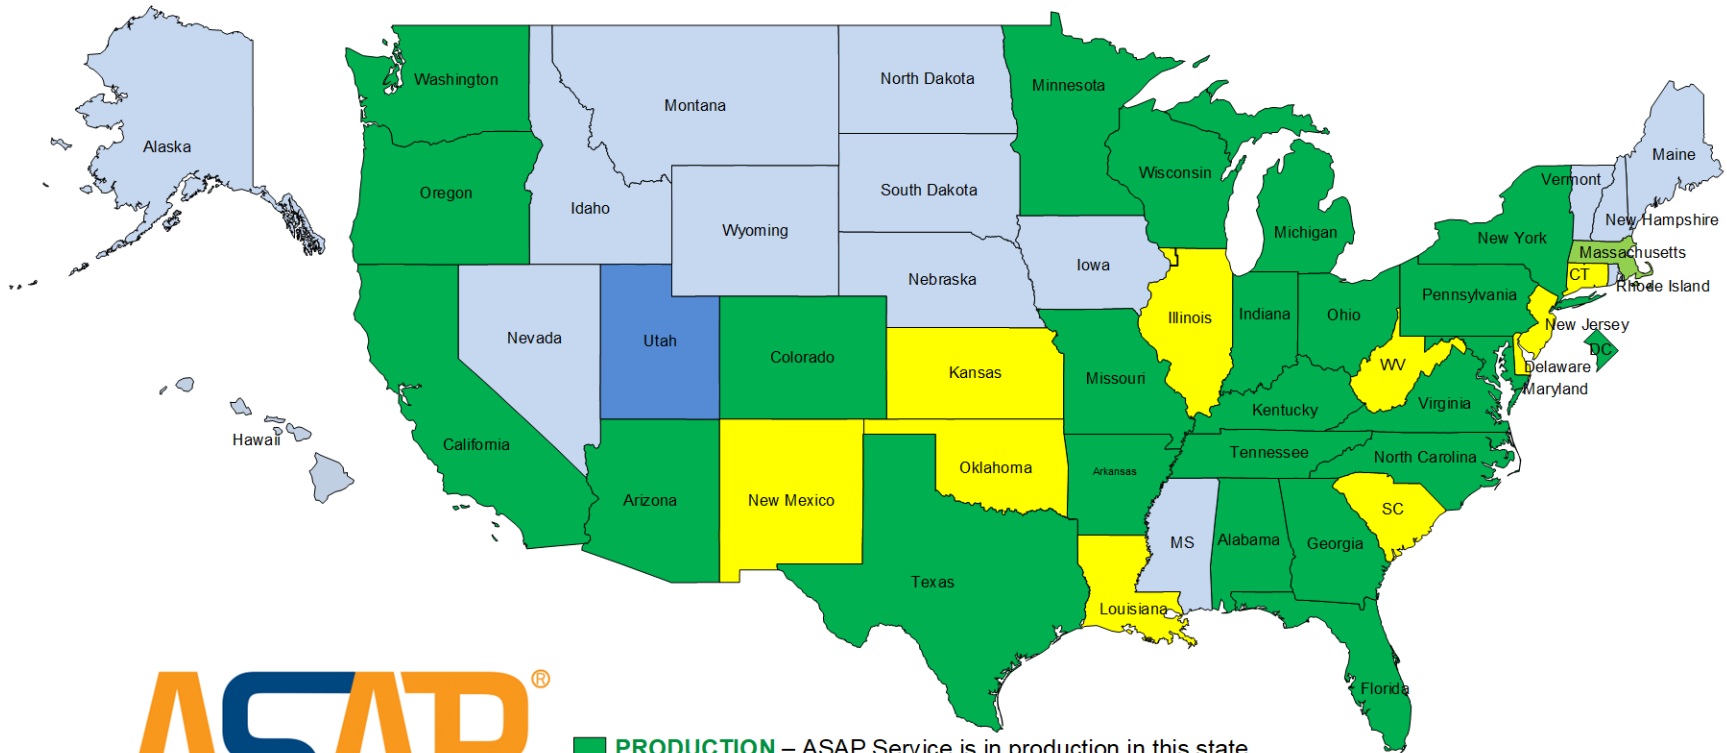 Washington
Montana
North Dakota
Minnesota
Alaska
Maine
Oregon
Idaho
South Dakota
Wisconsin
Vermont
New Hampshire
Wyoming
Michigan
New York
Massachusetts
Iowa
CT
Nebraska
Rhode Island
Pennsylvania
Nevada
Utah
Colorado
Illinois
Indiana
Ohio
New Jersey
DC
Kansas
Missouri
WV
Delaware
Maryland
Kentucky
Virginia
Hawaii
California
Tennessee
North Carolina
Arizona
New Mexico
Oklahoma
Arkansas
SC
MS
Alabama
Georgia
Texas
Louisiana
Florida
ASAP®
PRODUCTION – ASAP Service is in production in this state